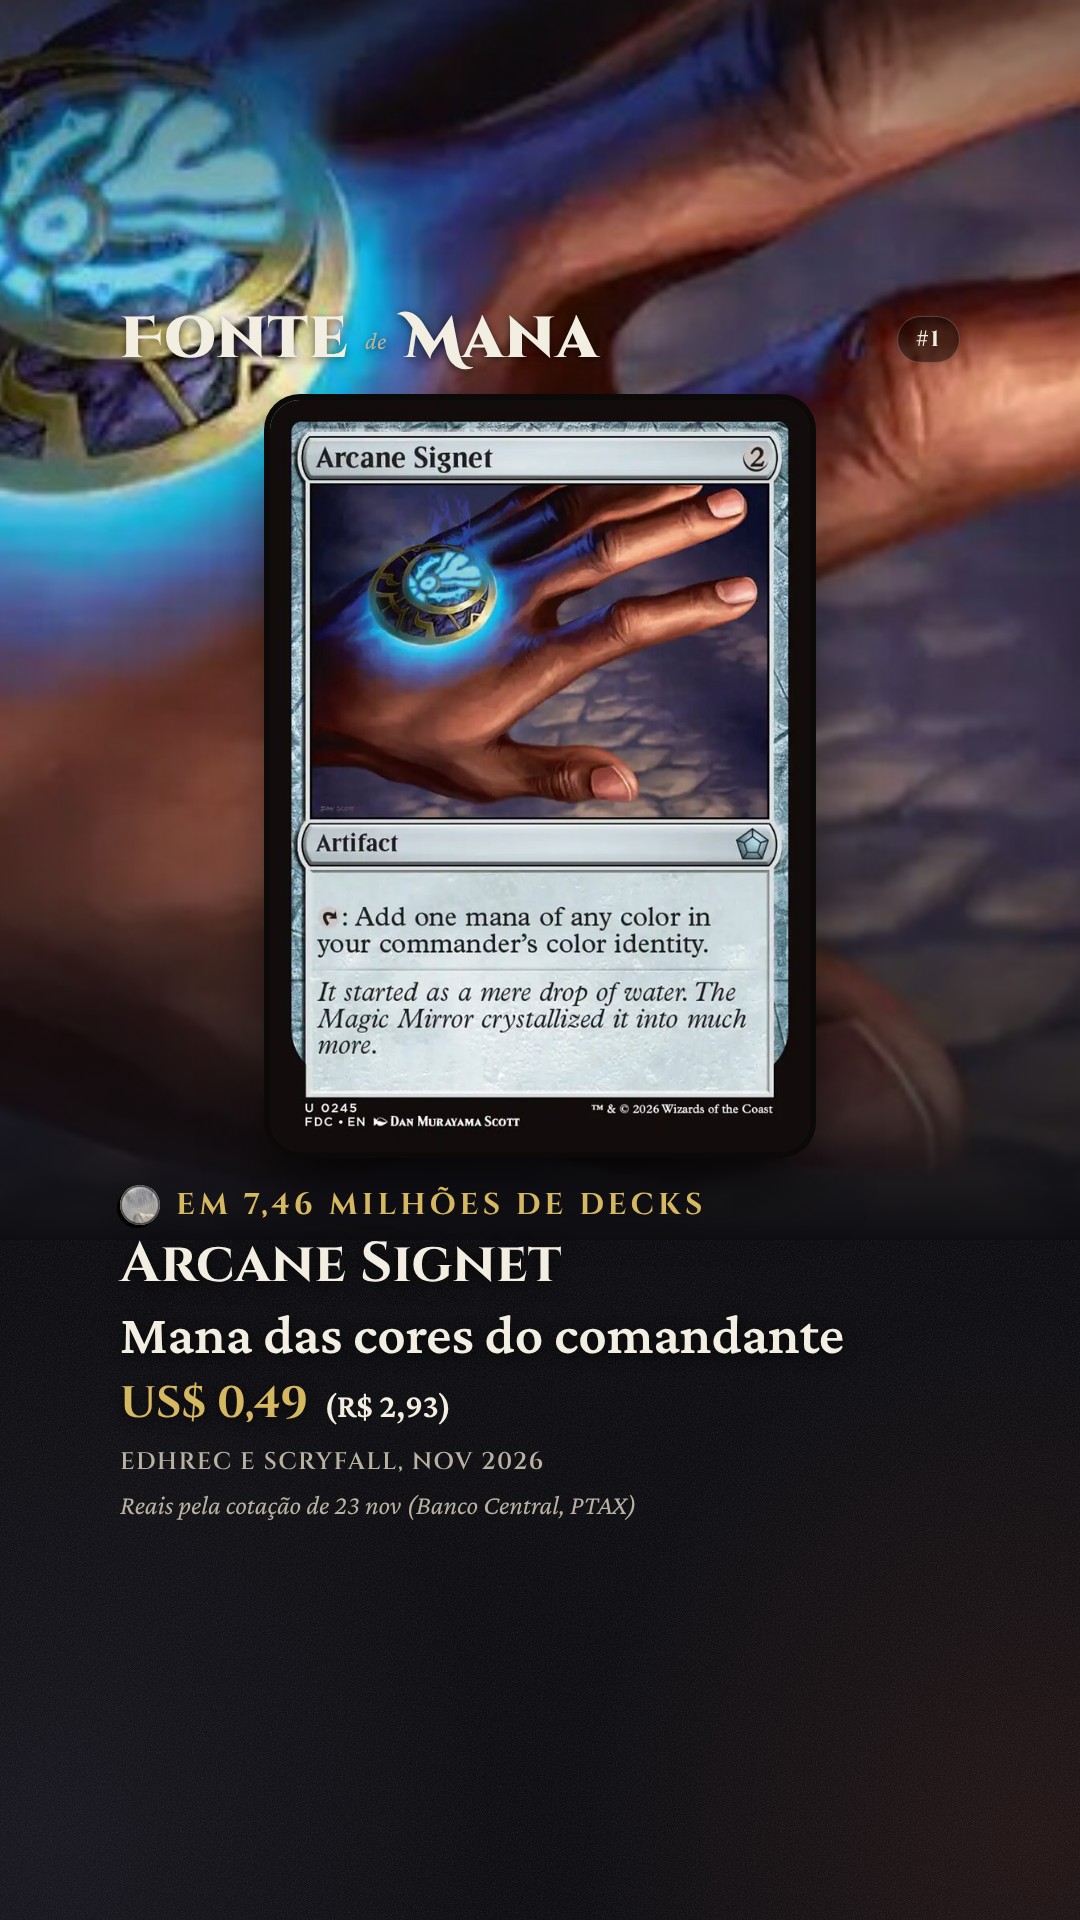 Fonte de Mana
#1
Arcane Signet 2
Artifact
: Add one mana of any color in
your commander's color identity.
It started as a mere drop of water. The
Magic Mirror crystallized it into much
more.
U 0245
™ & © 2026 Wizards of the Coast
FDC • EN Dan Murayama Scott
EM 7,46 MILHÕES DE DECKS
Arcane Signet
Mana das cores do comandante
US$ 0,49 (R$ 2,93)
EDHREC E SCRYFALL, NOV 2026
Reais pela cotação de 23 nov (Banco Central, PTAX)